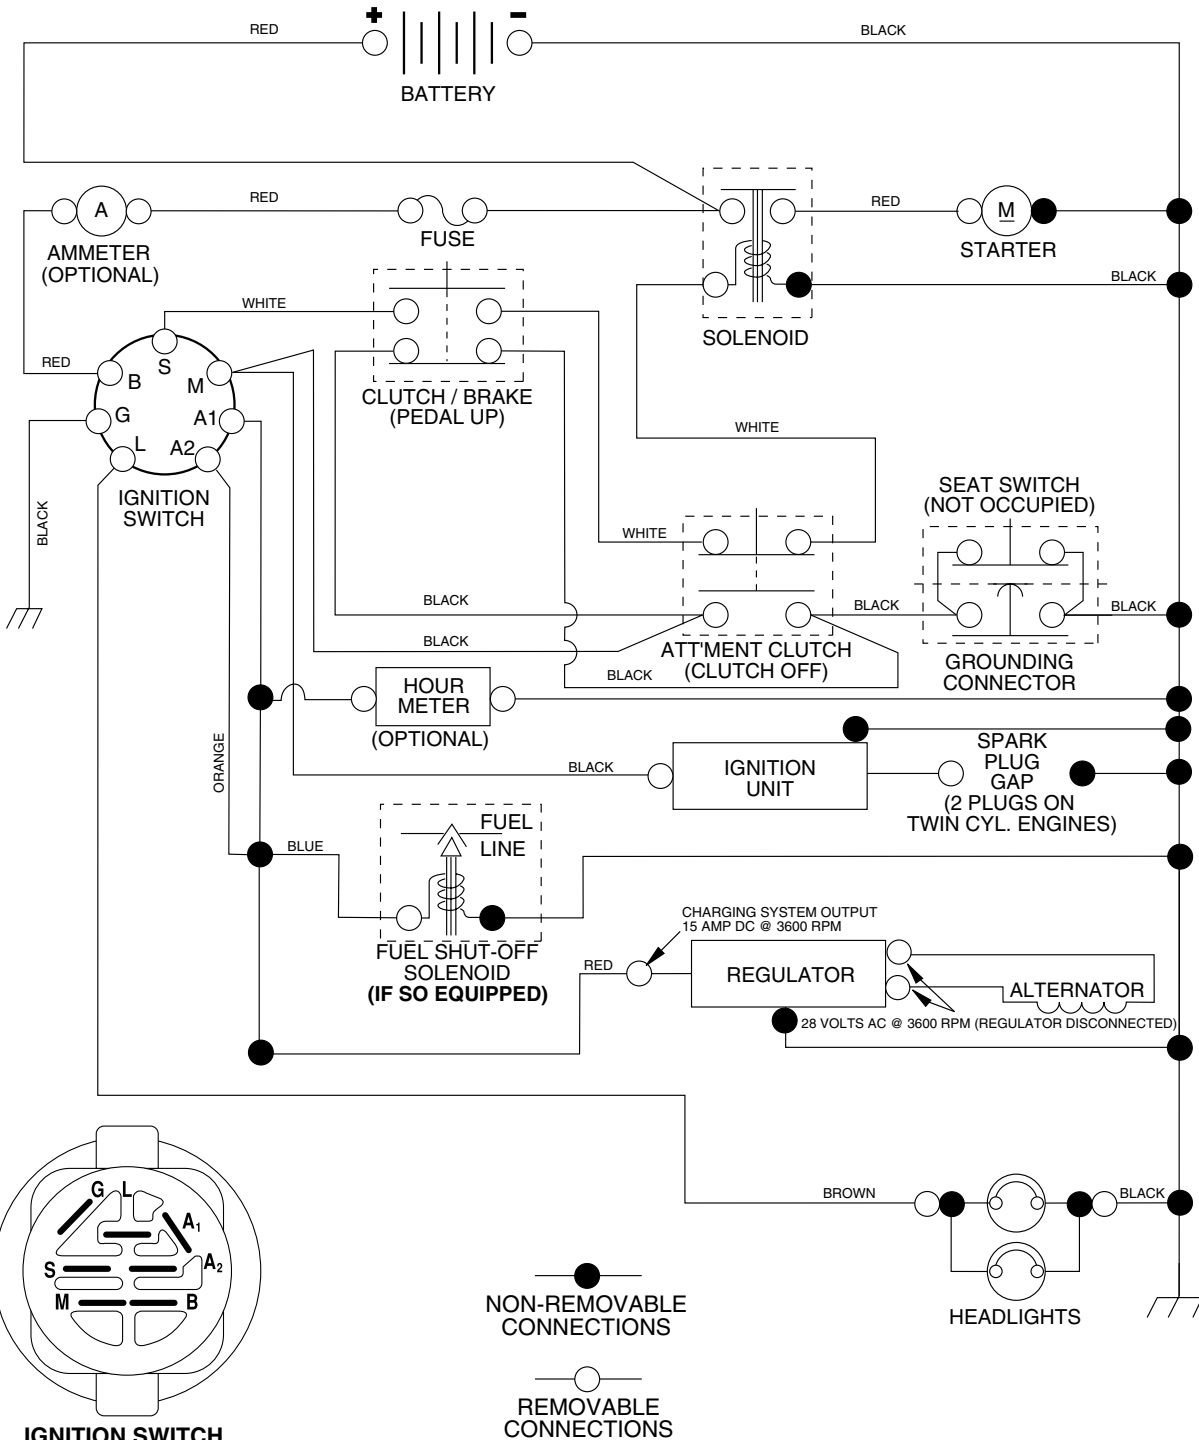 + -
RED
BLACK
BATTERY
A
RED
RED
M
AMMETER
(OPTIONAL)
FUSE
STARTER
BLACK
SOLENOID
WHITE
RED
S
B
M
G
A1
L
A2
IGNITION
SWITCH
CLUTCH / BRAKE
(PEDAL UP)
WHITE
SEAT SWITCH
(NOT OCCUPIED)
BLACK
WHITE
BLACK
BLACK
BLACK
BLACK
ATT'MENT CLUTCH
(CLUTCH OFF)
GROUNDING
CONNECTOR
BLACK
HOUR
METER
(OPTIONAL)
ORANGE
BLACK
IGNITION
UNIT
SPARK
PLUG
GAP
(2 PLUGS ON
TWIN CYL. ENGINES)
BLUE
FUEL
LINE
FUEL SHUT-OFF
SOLENOID
(IF SO EQUIPPED)
CHARGING SYSTEM OUTPUT
15 AMP DC @ 3600 RPM
RED
REGULATOR
ALTERNATOR
28 VOLTS AC @ 3600 RPM (REGULATOR DISCONNECTED)
BROWN
BLACK
HEADLIGHTS
G L
A1
A2
S
M
B
IGNITION SWITCH
NON-REMOVABLE
CONNECTIONS
REMOVABLE
CONNECTIONS